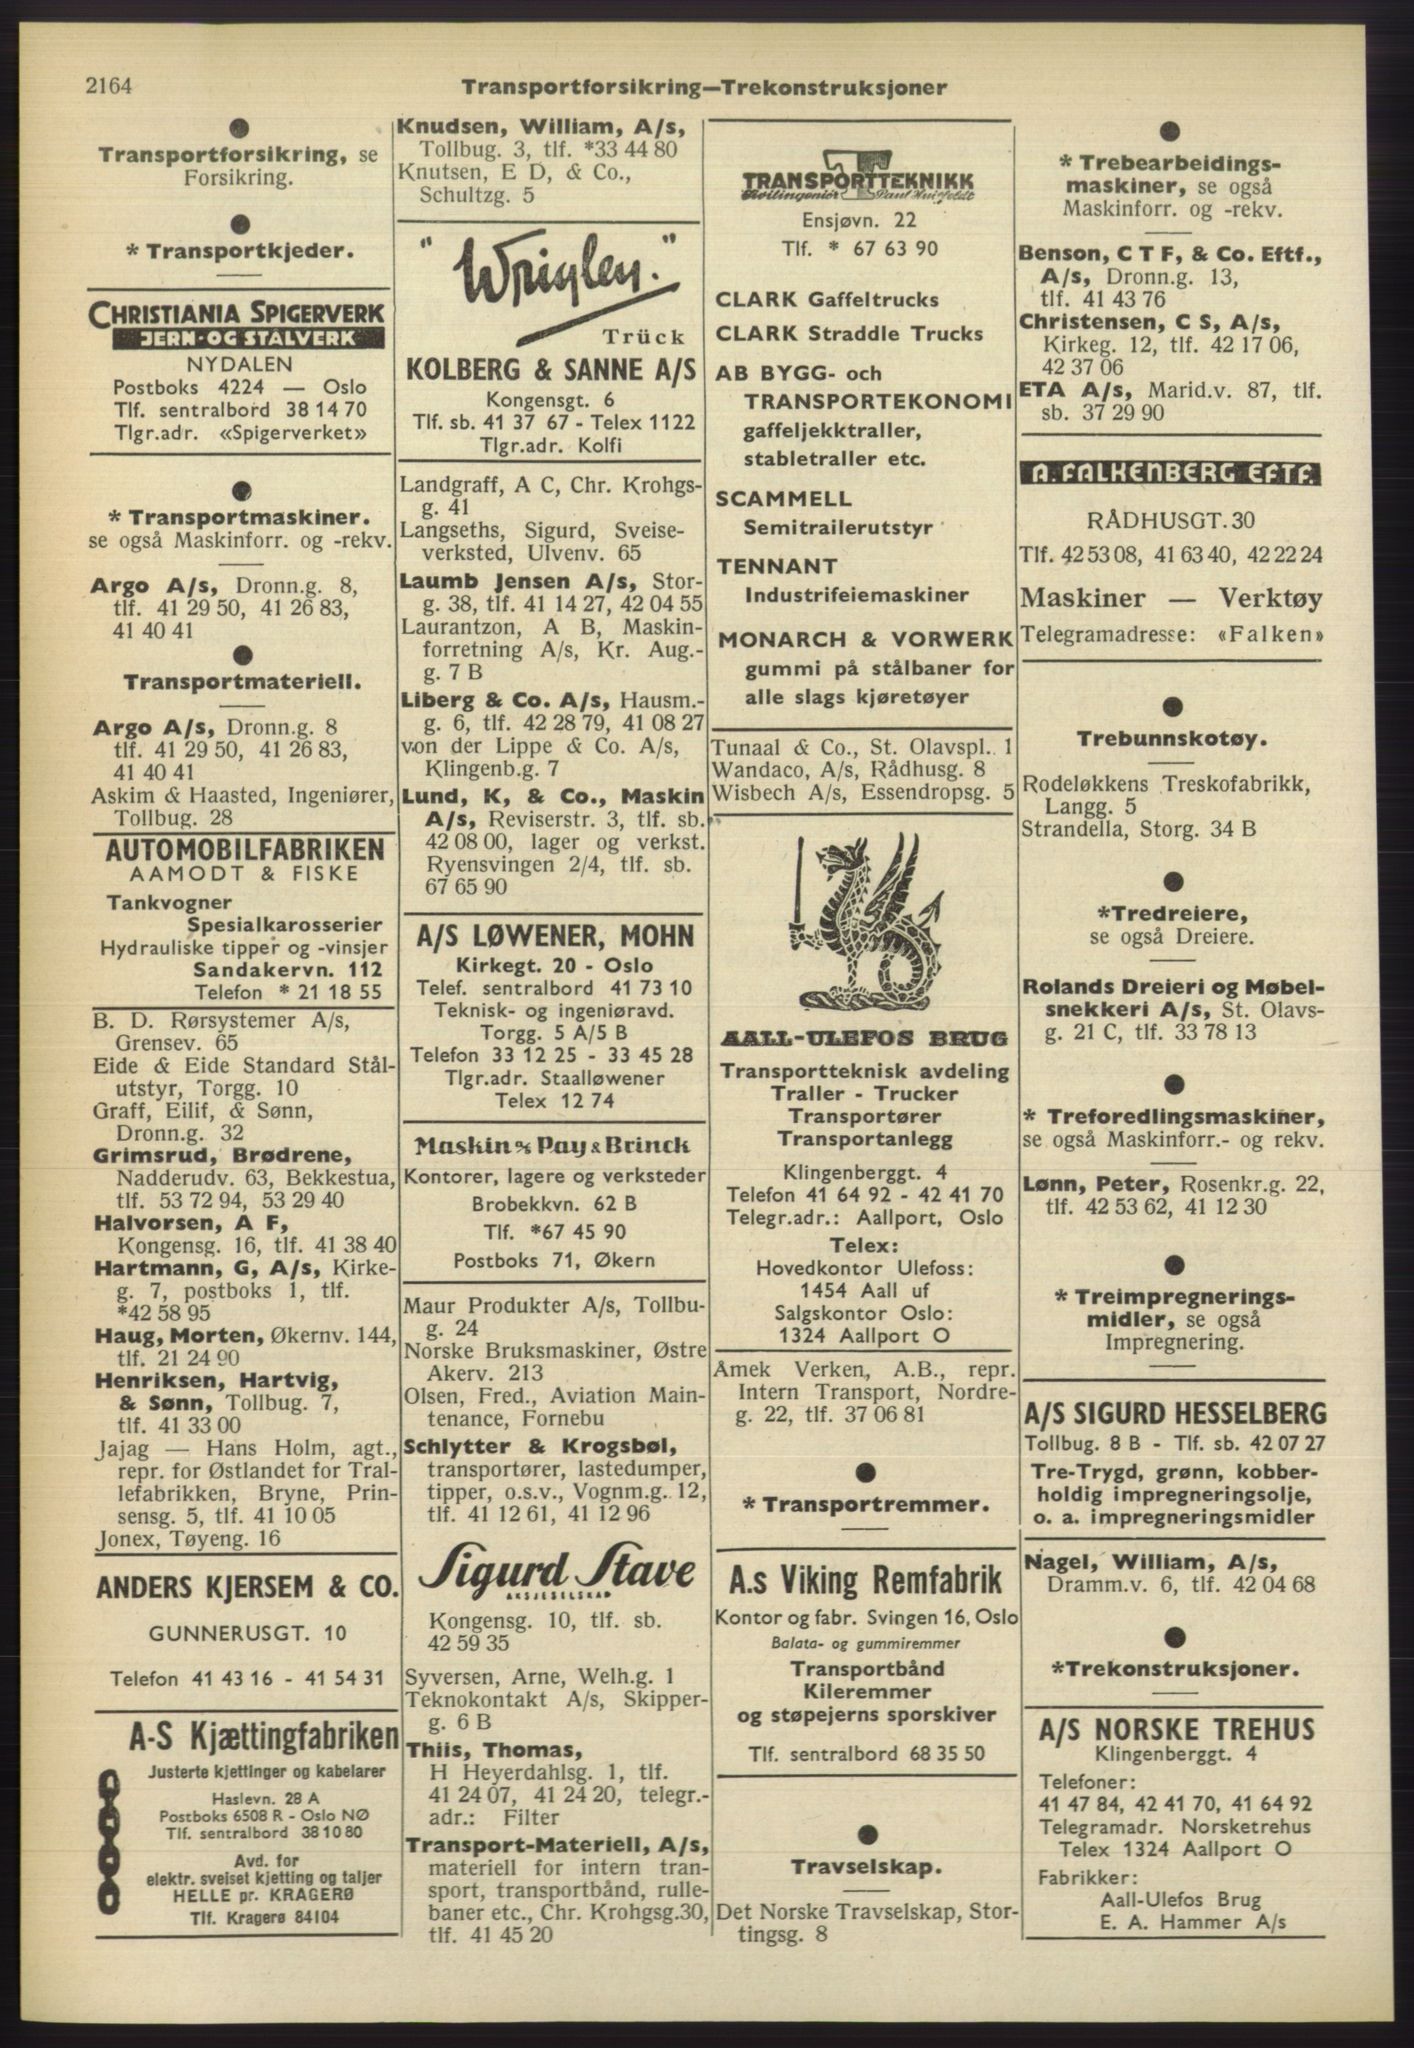 2164
Transportforsikring—Trekonstruksjoner
Transportforsikring, se
Forsikring.
* Transportkjeder.
CHRISTIANIA SPIGERVERK
JERN-OG STÅLVERK
NYDALEN
Postboks 4224 — Oslo
Tlf. sentralbord 38 14 70
Tlgr.adr. «Spigerverket»
* Transportmaskiner.
se også Maskinforr. og -rekv.
Argo A/s, Dronn.g. 8,
tlf. 41 29 50, 41 26 83,
41 40 41
Transportmateriell.
Argo A/s, Dronn.g. 8
tlf. 41 29 50, 41 26 83,
41 40 41
Askim & Haasted, Ingeniører,
Tollbug. 28
AUTOMOBILFABRIKEN
AAMODT & FISKE
Tankvogner
Spesialkarosserier
Hydrauliske tipper og -vinsjer
Sandakervn. 112
Telefon * 21 18 55
B. D. Rørsystemer A/s,
Grensev. 65
Eide & Eide Standard Stål-
utstyr, Torgg. 10
Graff, Eilif, & Sønn,
Dronn.g. 32
Grimsrud, Brødrene,
Nadderudv. 63, Bekkestua,
tlf. 53 72 94, 53 29 40
Halvorsen, A F,
Kongensg. 16, tlf. 41 38 40
Hartmann, G, A/s, Kirke-
g. 7, postboks 1, tlf.
*42 58 95
Haug, Morten, Økernv. 144,
tlf. 21 24 90
Henriksen, Hartvig,
& Sønn, Tollbug. 7,
tlf. 41 33 00
Jajag — Hans Holm, agt.,
repr. for Østlandet for Tral-
lefabrikken, Bryne, Prin-
sensg. 5, tlf. 41 10 05
Jonex, Tøyeng. 16
ANDERS KJERSEM & CO.
GUNNERUSGT. 10
Telefon 41 43 16 - 41 54 31
A-S Kjættingfabriken
Justerte kjettinger og kabelarer
Haslevn. 28 A
Postboks 6508 R - Oslo NØ
Tlf. sentralbord 38 10 80
Avd. for
elektr. sveiset kjetting og taljer
HELLE pr. KRAGERØ
Tlf. Kragerø 84104
Knudsen, William, A/s,
Tollbug. 3, tlf. *33 44 80
Knutsen, E D, & Co.,
Schultzg. 5
"Wrigley."
Trück
KOLBERG & SANNE A/S
Kongensgt. 6
Tlf. sb. 41 37 67 - Telex 1122
Tlgr.adr. Kolfi
Landgraff, A C, Chr. Krohgs-
g. 41
Langseths, Sigurd, Sveise-
verksted, Ulvenv. 65
Laumb Jensen A/s, Stor-
g. 38, tlf. 41 14 27, 42 04 55
Laurantzon, A B, Maskin-
forretning A/s, Kr. Aug.-
g. 7 B
Liberg & Co. A/s, Hausm.-
g. 6, tlf. 42 28 79, 41 08 27
von der Lippe & Co. A/s,
Klingenb.g. 7
Lund, K, & Co., Maskin
A/s, Reviserstr. 3, tlf. sb.
42 08 00, lager og verkst.
Ryensvingen 2/4, tlf. sb.
67 65 90
A/S LØWENER, MOHN
Kirkegt. 20 - Oslo
Telef. sentralbord 41 73 10
Teknisk- og ingeniøravd.
Torgg. 5 A/5 B
Telefon 33 12 25 - 33 45 28
Tlgr.adr. Staalløwener
Telex 12 74
Maskin A/s Pay & Brinck
Kontorer, lagere og verksteder
Brobekkvn. 62 B
Tlf. *67 45 90
Postboks 71, Økern
Maur Produkter A/s, Tollbu-
g. 24
Norske Bruksmaskiner, Østre
Akerv. 213
Olsen, Fred., Aviation Main-
tenance, Fornebu
Schlytter & Krogsbøl,
transportører, lastedumper,
tipper, o.s.v., Vognm.g. 12,
tlf. 41 12 61, 41 12 96
Sigurd Stave
AKSJESELSKAP
Kongensg. 10, tlf. sb.
42 59 35
Syversen, Arne, Welh.g. 1
Teknokontakt A/s, Skipper-
g. 6 B
Thiis, Thomas,
H Heyerdahlsg. 1, tlf.
41 24 07, 41 24 20, telegr.-
adr.: Filter
Transport-Materiell, A/s,
materiell for intern tran-
sport, transportbånd, rulle-
baner etc., Chr. Krohgsg.30,
tlf. 41 45 20
TRANSPORTTEKNIKK
Sivilingeniør Paul Huitfeldt
Ensjøvn. 22
Tlf. * 67 63 90
CLARK Gaffeltrucks
CLARK Straddle Trucks
AB BYGG- och
TRANSPORTEKONOMI
gaffeljekktraller,
stabletraller etc.
SCAMMELL
Semitrailerutstyr
TENNANT
Industrifeiemaskiner
MONARCH & VORWERK
gummi på stålbaner for
alle slags kjøretøyer
Tunaal & Co., St. Olavspl. 1
Wandaco, A/s, Rådhusg. 8
Wisbech A/s, Essendropsg. 5
AALL-ULEFOS BRUG
Transportteknisk avdeling
Traller - Trucker
Transportører
Transportanlegg
Klingenberggt. 4
Telefon 41 64 92 - 42 41 70
Telegr.adr.: Aallport, Oslo
Telex:
Hovedkontor Ulefoss:
1454 Aall uf
Salgskontor Oslo:
1324 Aallport O
Åmek Verken, A.B., repr.
Intern Transport, Nordre-
g. 22, tlf. 37 06 81
* Transportremmer.
A.s Viking Remfabrik
Kontor og fabr. Svingen 16, Oslo
Balata- og gummiremmer
Transportbånd
Kileremmer
og støpejerns sporskiver
Tlf. sentralbord 68 35 50
Travselskap.
Det Norske Travselskap, Stor-
tingsg. 8
* Trebearbeidings-
maskiner, se også
Maskinforr. og -rekv.
Benson, C T F, & Co. Eftf.,
A/s, Dronn.g. 13,
tlf. 41 43 76
Christensen, C S, A/s,
Kirkeg. 12, tlf. 42 17 06,
42 37 06
ETA A/s, Marid.v. 87, tlf.
sb. 37 29 90
A. FALKENBERG EFTF.
RÅDHUSGT. 30
Tlf. 42 53 08, 41 63 40, 42 22 24
Maskiner — Verktøy
Telegramadresse: «Falken»
Trebunnskotøy.
Rodeløkkens Treskofabrikk,
Langg. 5
Strandella, Storg. 34 B
*Tredreiere,
se også Dreiere.
Rolands Dreieri og Møbel-
snekkeri A/s, St. Olavs-
g. 21 C, tlf. 33 78 13
* Treforedlingsmaskiner,
se også Maskinforr.- og rekv.
Lønn, Peter, Rosenkr.g. 22,
tlf. 42 53 62, 41 12 30
* Treimpregnerings-
midler, se også
Impregnering.
A/S SIGURD HESSELBERG
Tollbug. 8 B - Tlf. sb. 42 07 27
Tre-Trygd, grønn, kobber-
holdig impregneringsolje,
o. a. impregneringsmidler
Nagel, William, A/s,
Dramm.v. 6, tlf. 42 04 68
*Trekonstruksjoner.
A/S NORSKE TREHUS
Klingenberggt. 4
Telefoner:
41 47 84, 42 41 70, 41 64 92
Telegramadr. Norsketrehus
Telex 1324 Aallport O
Fabrikker:
Aall-Ulefos Brug
E. A. Hammer A/s